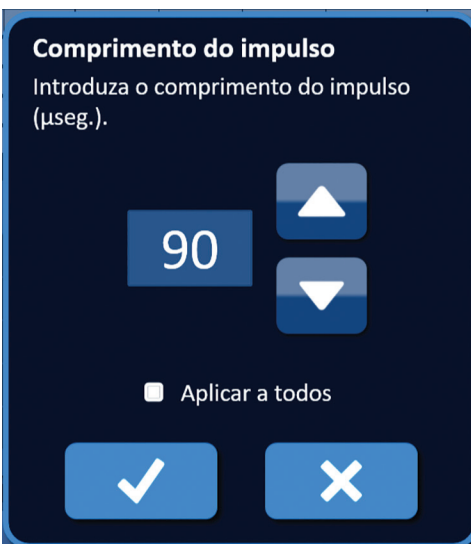 Comprimento do impulso
Introduza o comprimento do impulso
(µseg.).
90
Aplicar a todos